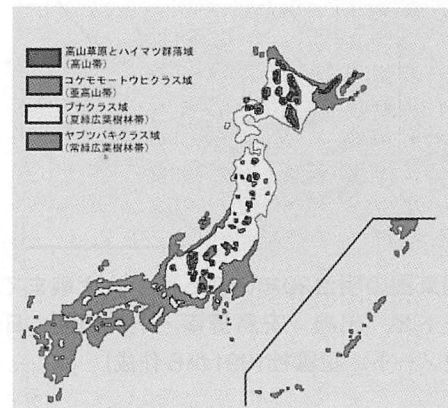 高山草原とハイマツ群落域
(高山帯)
コケモモートウヒクラス域
(亜高山帯)
ブナクラス域
(夏緑広葉樹林帯)
ヤブツバキクラス域
(常緑広葉樹林帯)